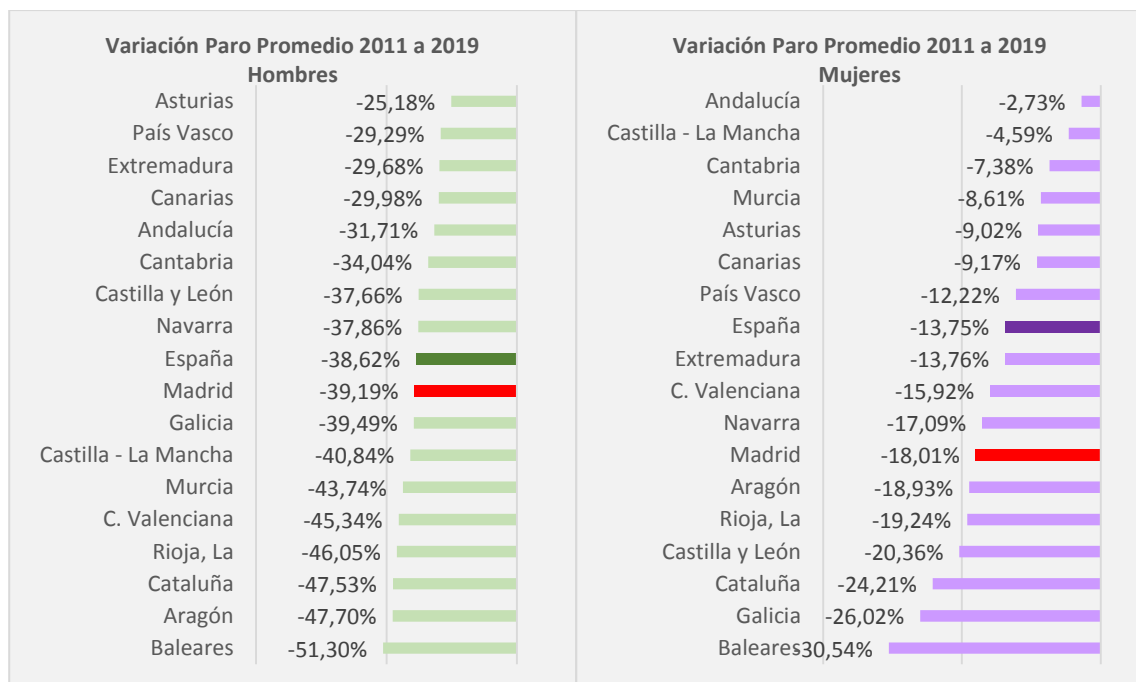 Variación Paro Promedio 2011 a 2019
Hombres
Asturias -25,18%
País Vasco -29,29%
Extremadura -29,68%
Canarias -29,98%
Andalucía -31,71%
Cantabria -34,04%
Castilla y León -37,66%
Navarra -37,86%
España -38,62%
Madrid -39,19%
Galicia -39,49%
Castilla - La Mancha -40,84%
Murcia -43,74%
C. Valenciana -45,34%
Rioja, La -46,05%
Cataluña -47,53%
Aragón -47,70%
Baleares -51,30%
Variación Paro Promedio 2011 a 2019
Mujeres
Andalucía -2,73%
Castilla - La Mancha -4,59%
Cantabria -7,38%
Murcia -8,61%
Asturias -9,02%
Canarias -9,17%
País Vasco -12,22%
España -13,75%
Extremadura -13,76%
C. Valenciana -15,92%
Navarra -17,09%
Madrid -18,01%
Aragón -18,93%
Rioja, La -19,24%
Castilla y León -20,36%
Cataluña -24,21%
Galicia -26,02%
Baleares -30,54%